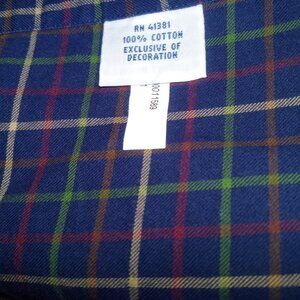 RN 41381
100% COTTON
EXCLUSIVE OF
DECORATION